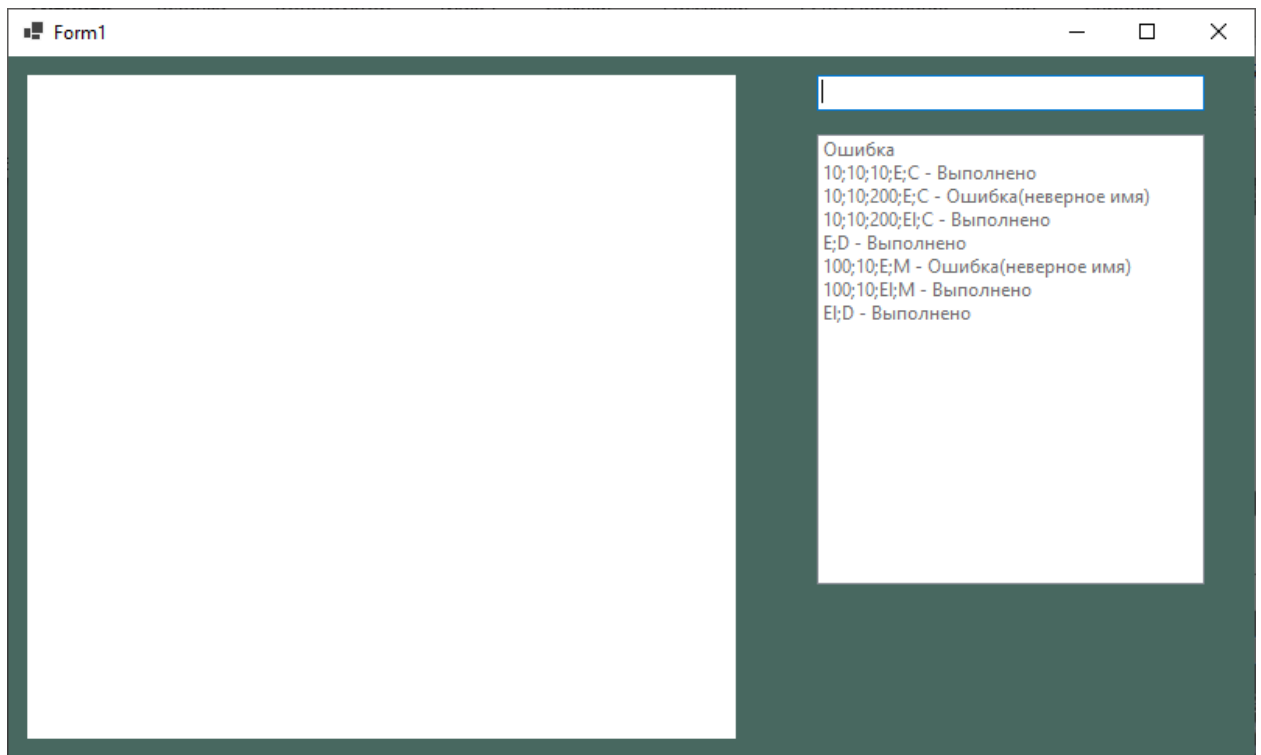 Form1
Ошибка
10;10;10;E;C - Выполнено
10;10;200;E;C - Ошибка(неверное имя)
10;10;200;El;C - Выполнено
E;D - Выполнено
100;10;E;M - Ошибка(неверное имя)
100;10;El;M - Выполнено
El;D - Выполнено